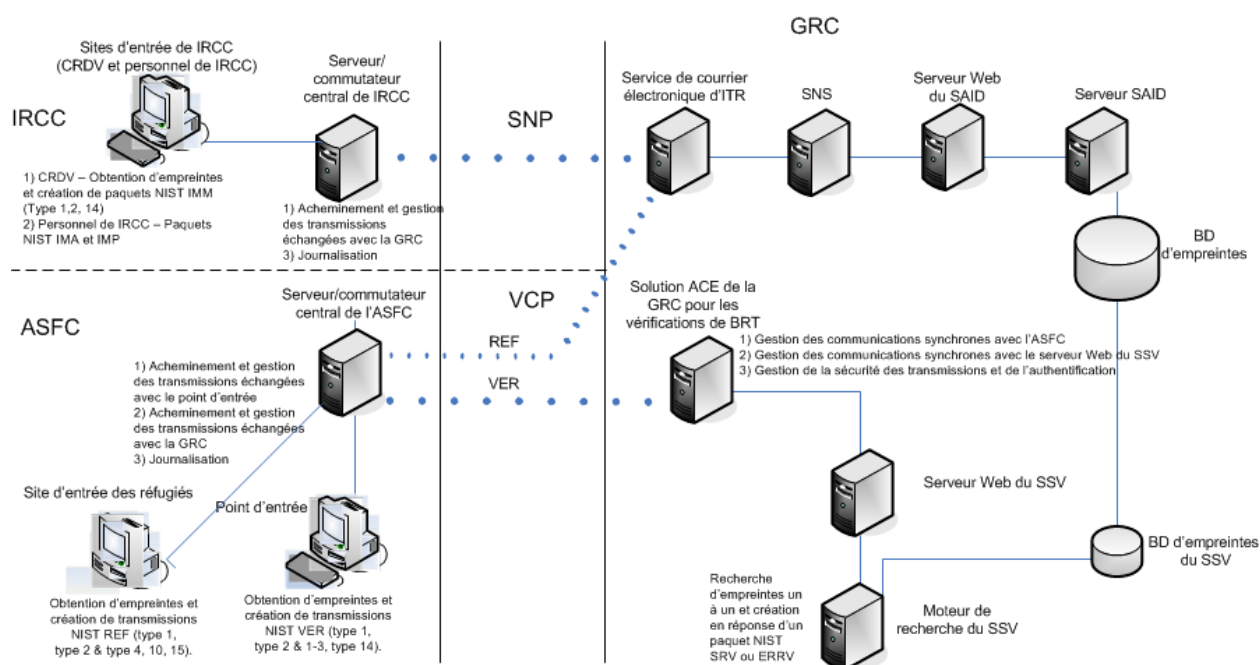 GRC
Sites d'entrée de IRCC
(CRDV et personnel de IRCC)
Serveur/
commutateur
central de IRCC
IRCC
SNP
Service de courrier
électronique d'ITR
SNS
Serveur Web
du SAID
Serveur SAID
1) CRDV – Obtention d'empreintes
et création de paquets NIST IMM
(Type 1,2, 14)
2) Personnel de IRCC – Paquets
NIST IMA et IMP
1) Acheminement et gestion
des transmissions
échangées avec la GRC
3) Journalisation
BD
d'empreintes
ASFC
Serveur/commutateur
central de l'ASFC
VCP
REF
VER
Solution ACE de la
GRC pour les
vérifications de BRT
1) Gestion des communications synchrones avec l'ASFC
2) Gestion des communications synchrones avec le serveur Web du SSV
3) Gestion de la sécurité des transmissions et de l'authentification
1) Acheminement et gestion
des transmissions échangées
avec le point d'entrée
2) Acheminement et gestion
des transmissions échangées
avec la GRC
3) Journalisation
Site d'entrée des réfugiés
Point d'entrée
Serveur Web du SSV
BD d'empreintes
du SSV
Obtention d'empreintes et
création de transmissions
NIST REF (type 1,
type 2 & type 4, 10, 15).
Obtention d'empreintes et
création de transmissions
NIST VER (type 1,
type 2 & 1-3, type 14).
Recherche
d'empreintes un
à un et création
en réponse d'un
paquet NIST
SRV ou ERRV
Moteur de
recherche du SSV